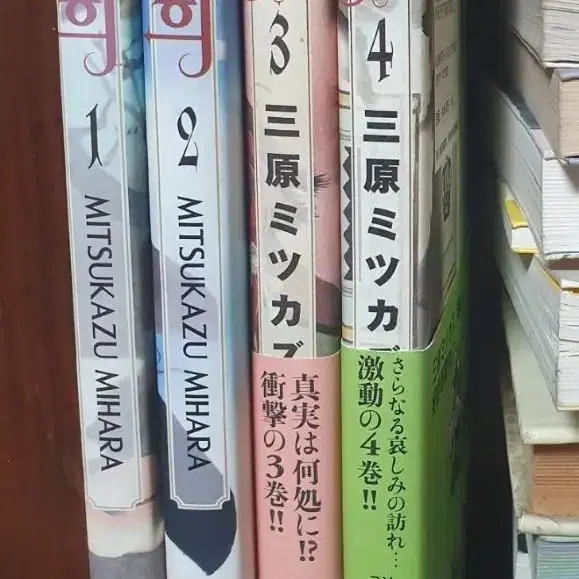 1
MITSUKAZU MIHARA
2
MITSUKAZU MIHARA
3
三原ミツカズ
真実は何処に!?
衝撃の3巻!!
4
三原ミツカズ
さらなる哀しみの訪れ…
激動の4巻!!